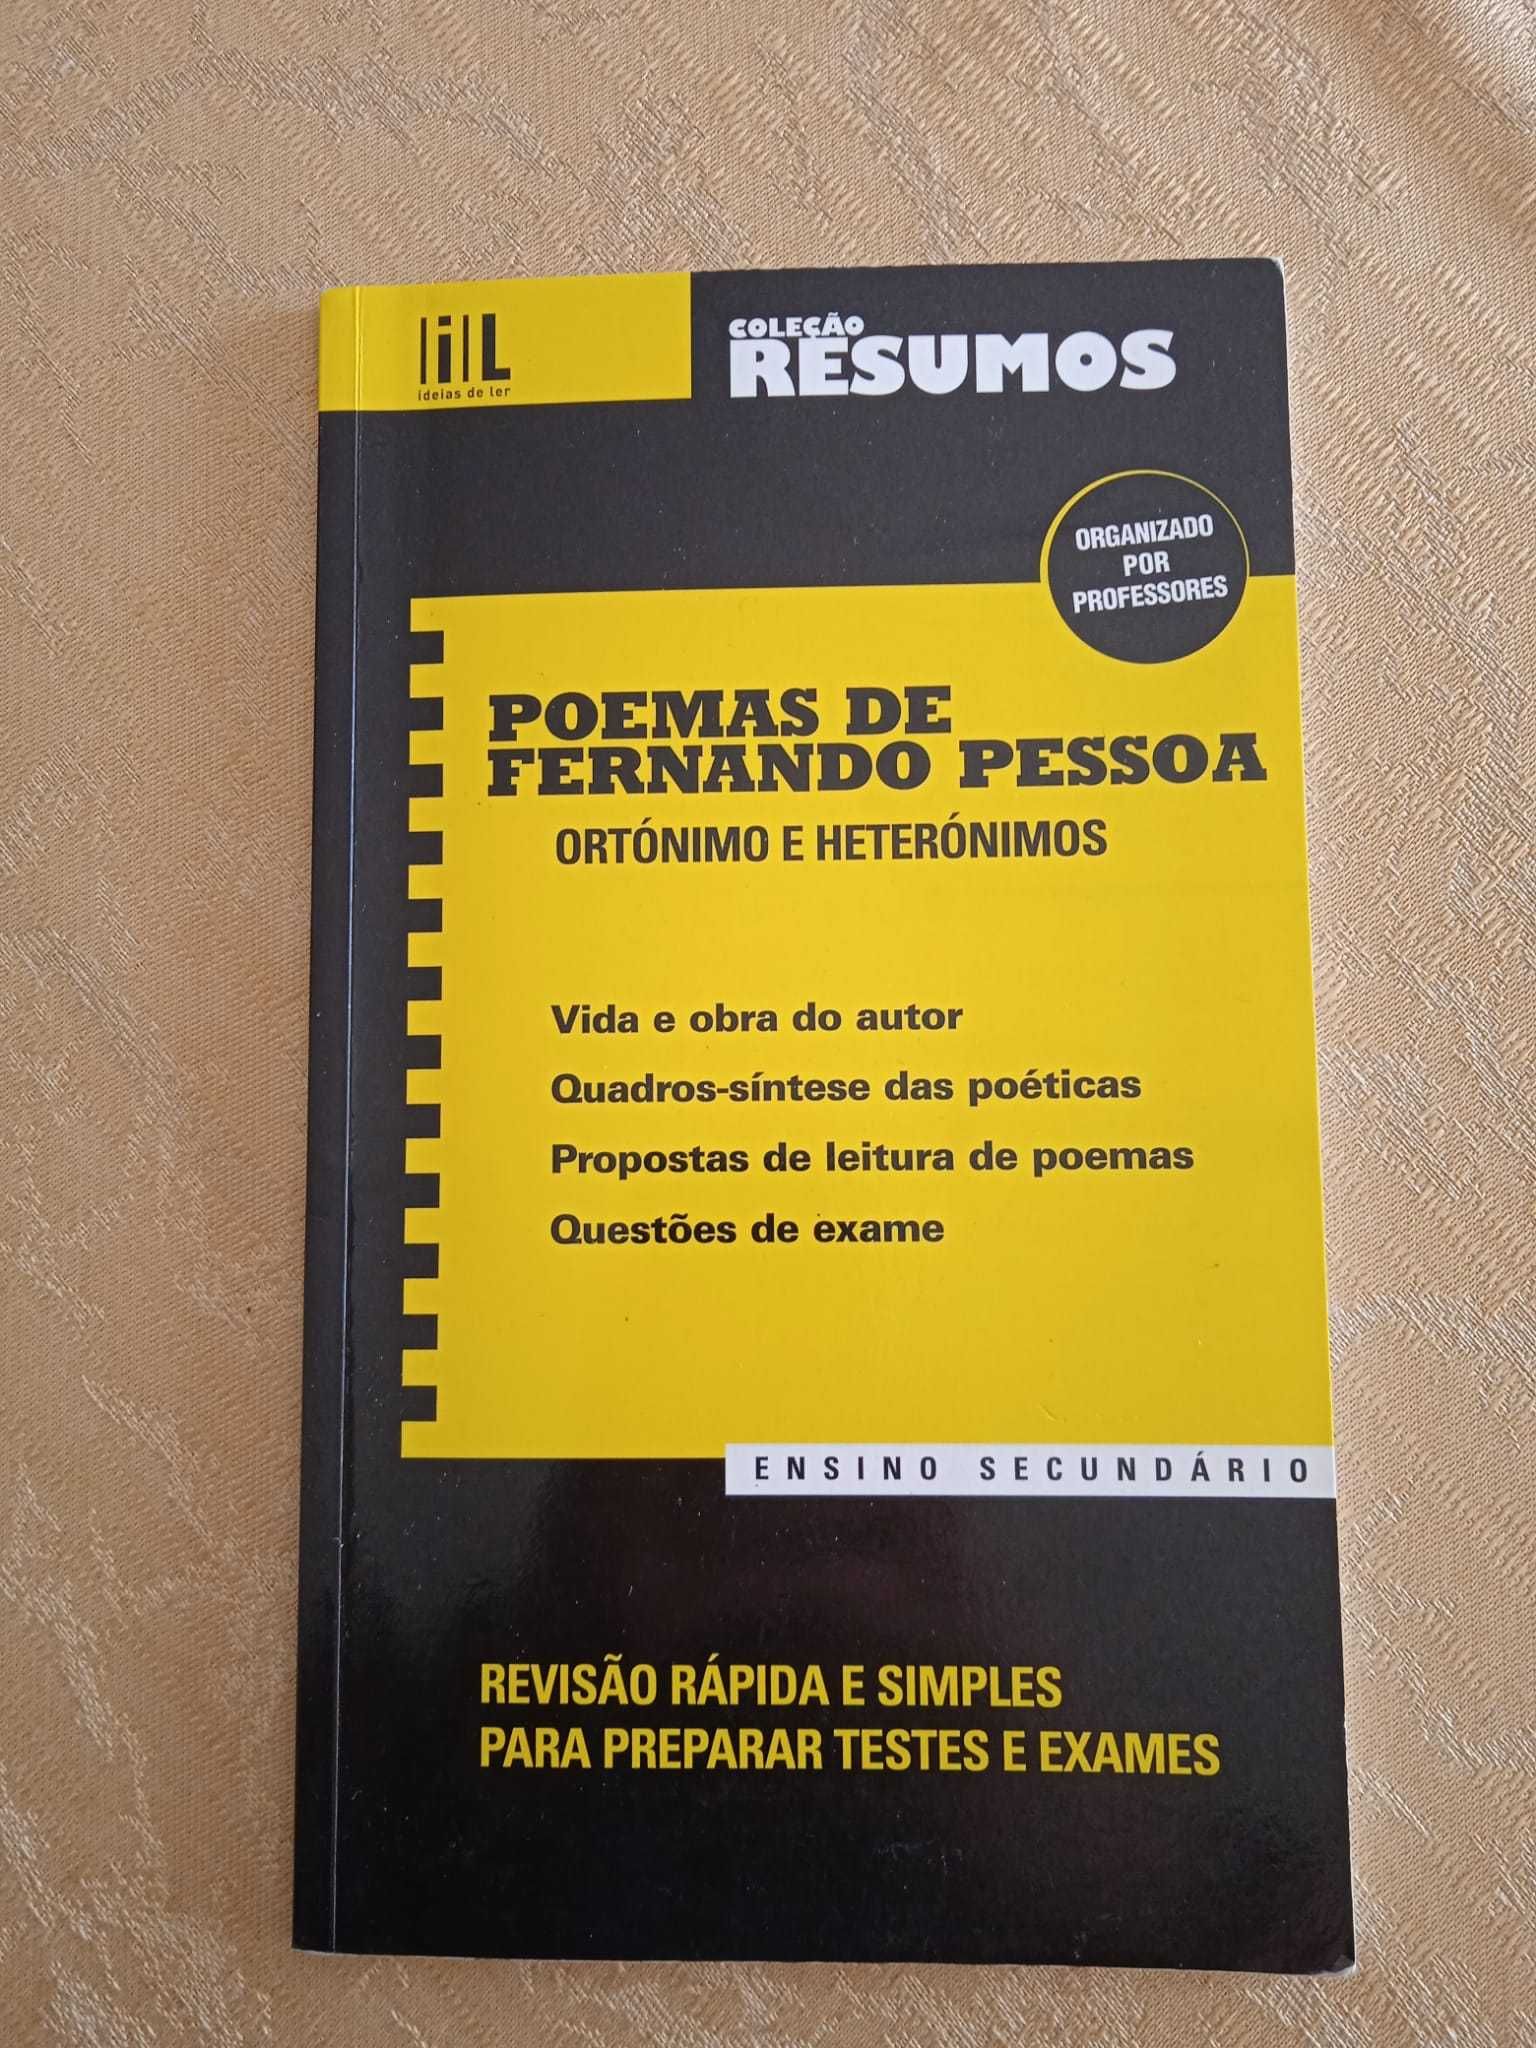 iL
ideias de ler
COLEÇÃO
RESUMOS
ORGANIZADO
POR
PROFESSORES
POEMAS DE
FERNANDO PESSOA
ORTÓNIMO E HETERÓNIMOS
Vida e obra do autor
Quadros-síntese das poéticas
Propostas de leitura de poemas
Questões de exame
ENSINO SECUNDÁRIO
REVISÃO RÁPIDA E SIMPLES
PARA PREPARAR TESTES E EXAMES